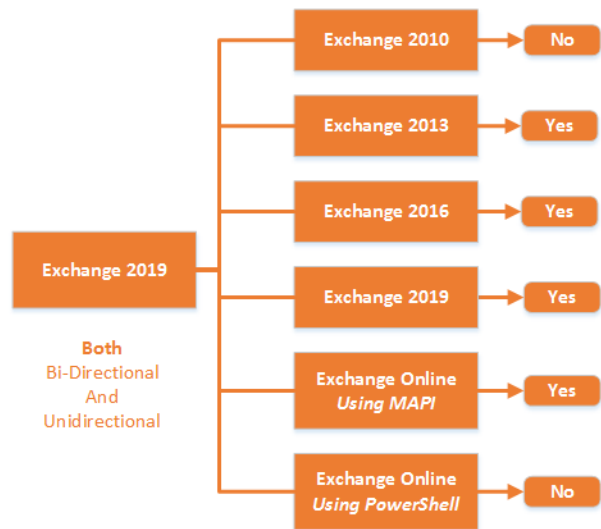 Exchange 2010
No
Exchange 2013
Yes
Exchange 2016
Yes
Exchange 2019
Exchange 2019
Yes
Both
Bi-Directional
And
Unidirectional
Exchange Online
Using MAPI
Yes
Exchange Online
Using PowerShell
No